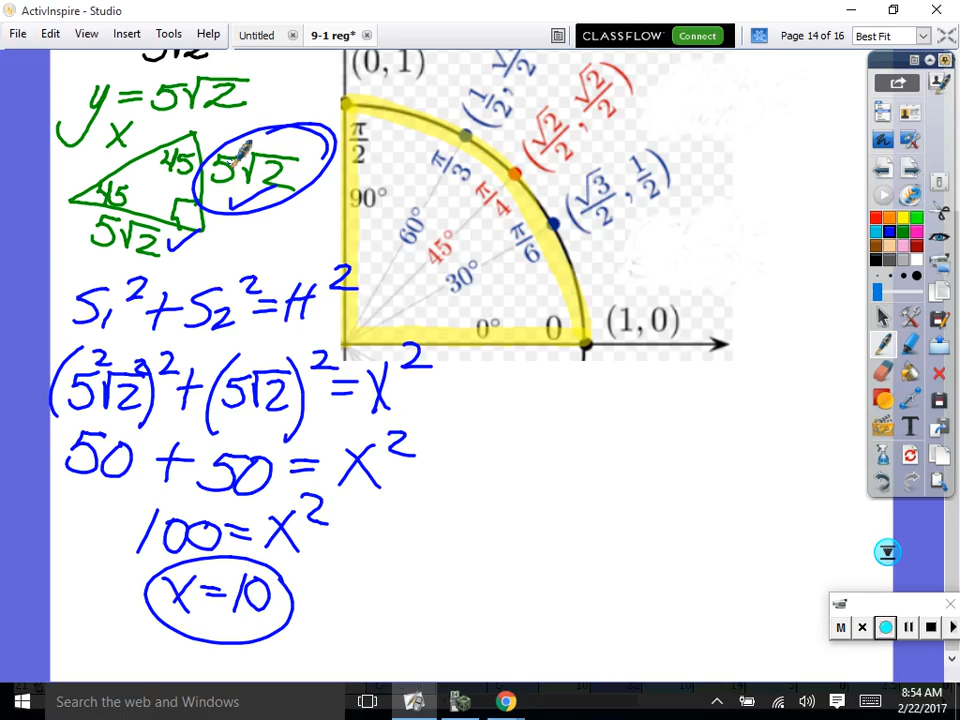 ActivInspire - Studio
File Edit View Insert Tools Help Untitled 9-1 reg* CLASSFLOW Connect Page 14 of 16 Best Fit
5√2
y = 5√2
x
45
45
5√2
5√2
(0, 1)
(1/2, √3/2)
(√2/2, √2/2)
(√3/2, 1/2)
π/2
π/3
π/4
π/6
90°
60°
45°
30°
0° 0 (1, 0)
S₁² + S₂² = H²
(5²√2²)² + (5√2)² = x²
50 + 50 = x²
100 = x²
x = 10
M
Search the web and Windows
8:54 AM
2/22/2017